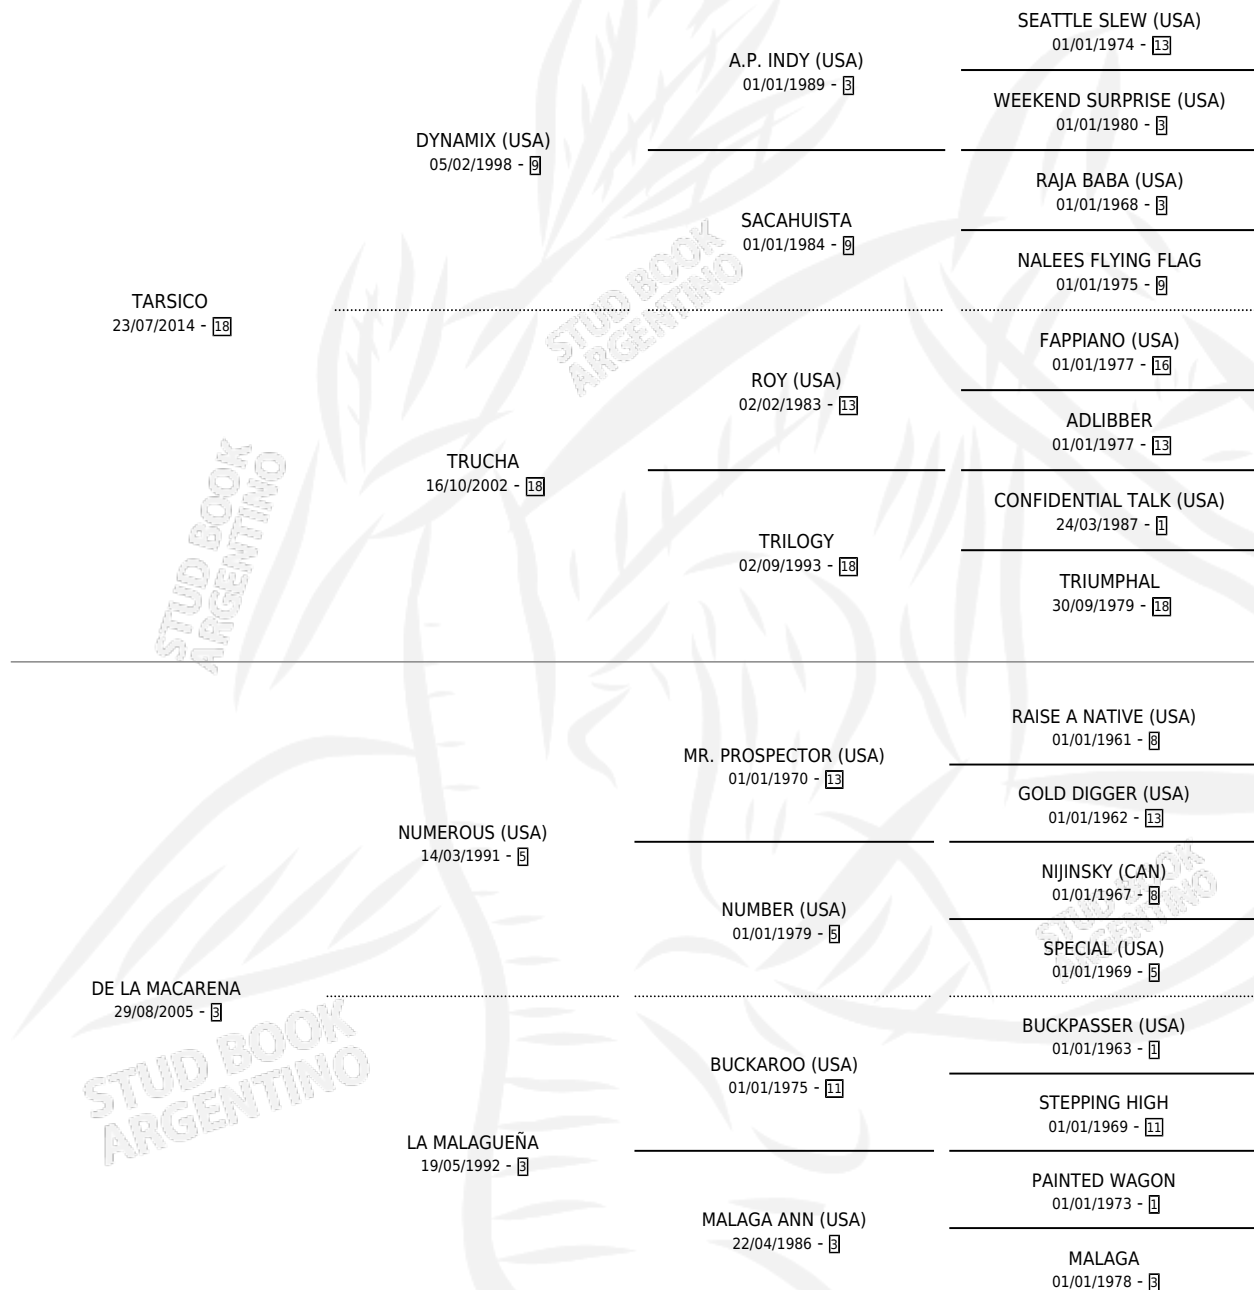 SEATTLE SLEW (USA)
01/01/1974 - 13
A.P. INDY (USA)
01/01/1989 - 3
WEEKEND SURPRISE (USA)
01/01/1980 - 3
DYNAMIX (USA)
05/02/1998 - 9
RAJA BABA (USA)
01/01/1968 - 3
SACAHUISTA
01/01/1984 - 9
NALEES FLYING FLAG
01/01/1975 - 9
TARSICO
23/07/2014 - 18
FAPPIANO (USA)
01/01/1977 - 16
ROY (USA)
02/02/1983 - 13
ADLIBBER
01/01/1977 - 13
TRUCHA
16/10/2002 - 18
CONFIDENTIAL TALK (USA)
24/03/1987 - 1
TRILOGY
02/09/1993 - 18
TRIUMPHAL
30/09/1979 - 18
STUD BOOK
ARGENTINO
STUD BOOK
ARGENTINO
RAISE A NATIVE (USA)
01/01/1961 - 8
MR. PROSPECTOR (USA)
01/01/1970 - 13
GOLD DIGGER (USA)
01/01/1962 - 13
NUMEROUS (USA)
14/03/1991 - 5
NIJINSKY (CAN)
01/01/1967 - 8
NUMBER (USA)
01/01/1979 - 5
SPECIAL (USA)
01/01/1969 - 5
DE LA MACARENA
29/08/2005 - 3
BUCKPASSER (USA)
01/01/1963 - 1
BUCKAROO (USA)
01/01/1975 - 11
STEPPING HIGH
01/01/1969 - 11
LA MALAGUEÑA
19/05/1992 - 3
PAINTED WAGON
01/01/1973 - 1
MALAGA ANN (USA)
22/04/1986 - 3
MALAGA
01/01/1978 - 3
STUD BOOK
ARGENTINO
STUD BOOK
ARGENTINO